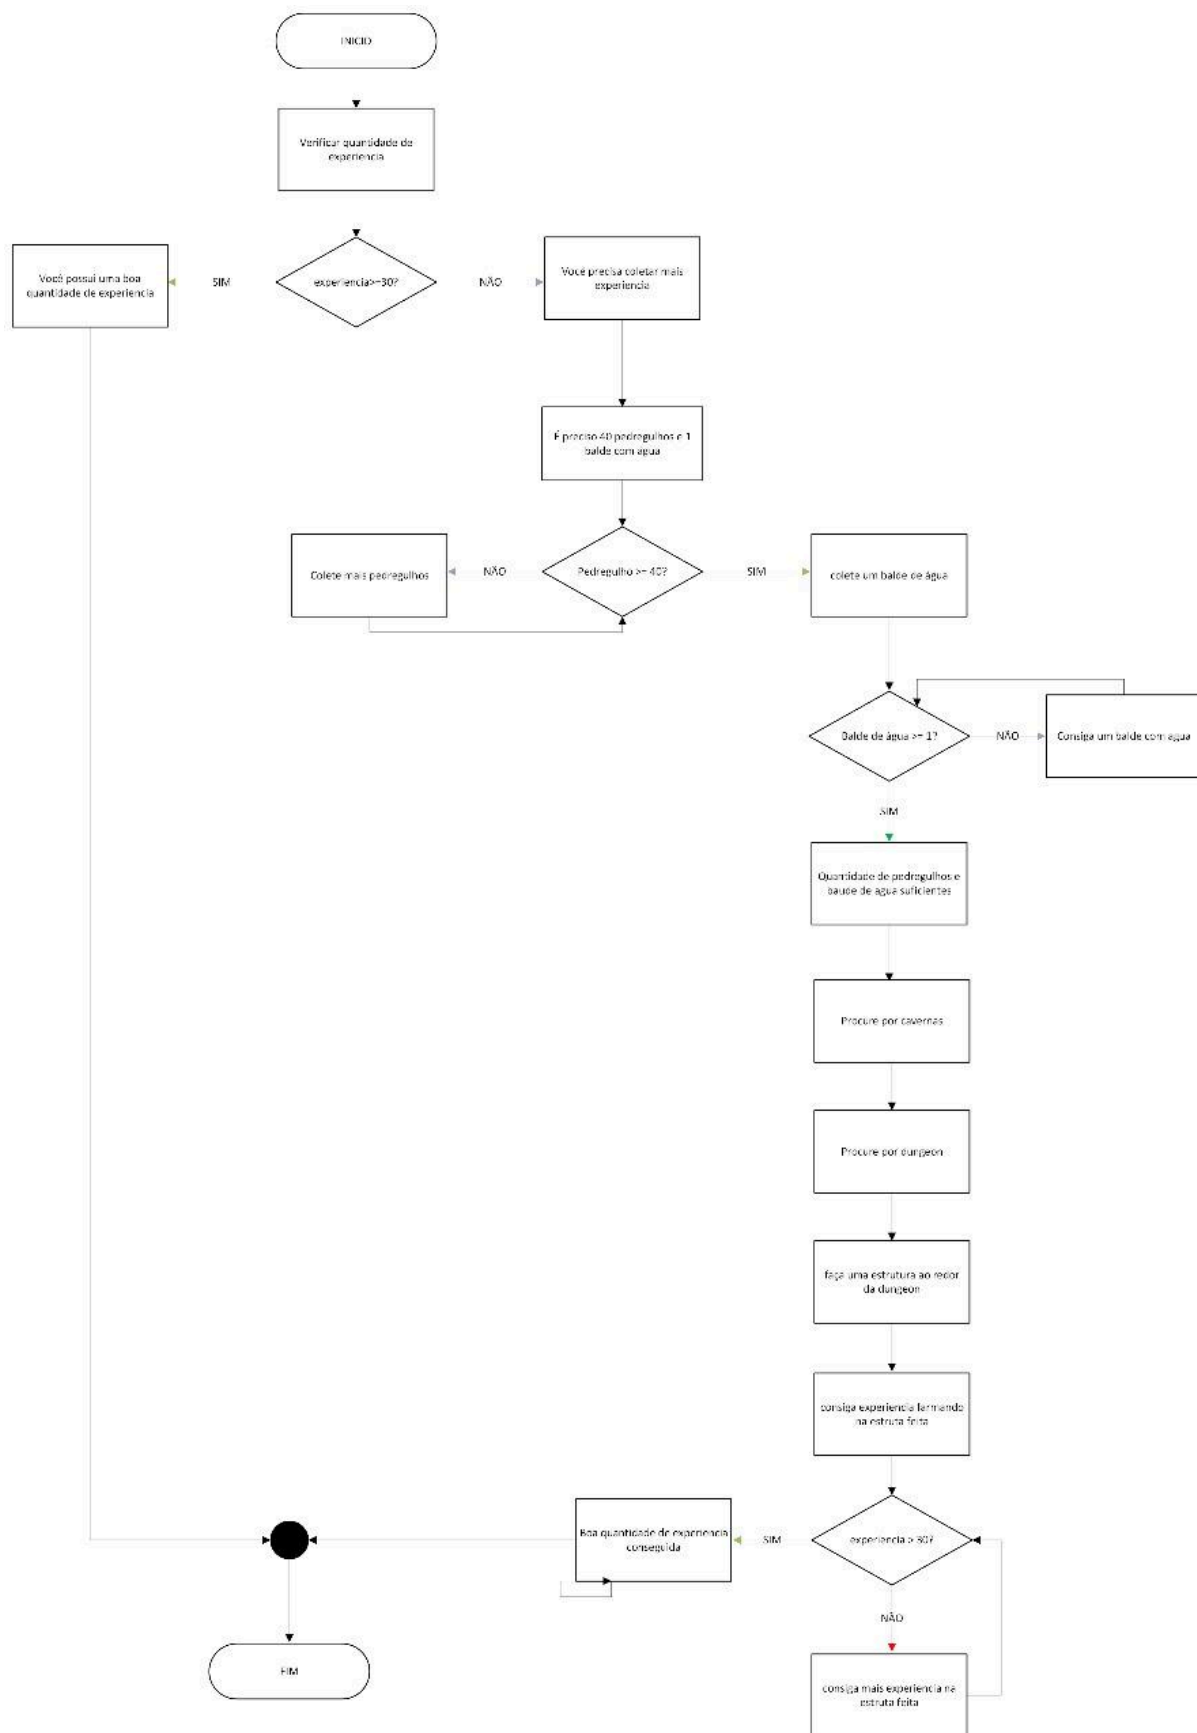 INICIO
Verificar quantidade de
experiencia
Você possui uma boa
quantidade de experiencia
SIM
experiencia>=30?
NÃO
Você precisa coletar mais
experiencia
É preciso 40 pedregulhos e 1
balde com agua
Colete mais pedregulhos
NÃO
Pedregulho >= 40?
SIM
colete um balde de água
Balde de água >= 1?
NÃO
Consiga um balde com agua
SIM
Quantidade de pedregulhos e
baude de agua suficientes
Procure por cavernas
Procure por dungeon
faça uma estrutura ao redor
da dungeon
consiga experiencia farmando
na estruta feita
Boa quantidade de experiencia
conseguida
SIM
experiencia > 30?
NÃO
FIM
consiga mais experiencia na
estruta feita